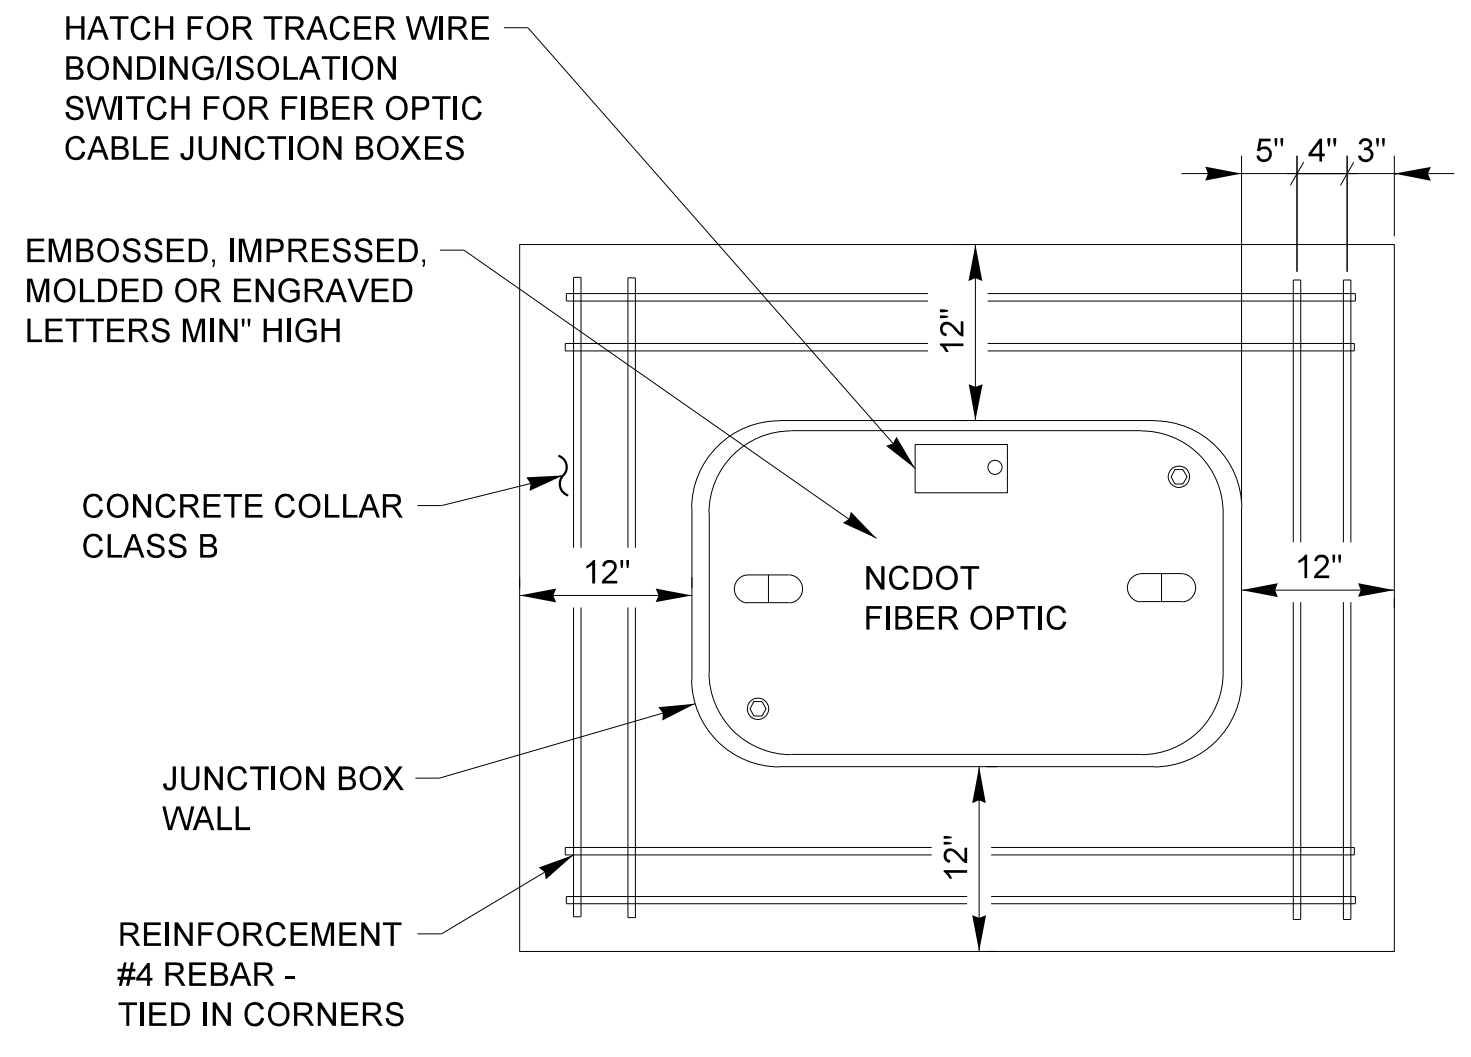 HATCH FOR TRACER WIRE
BONDING/ISOLATION
SWITCH FOR FIBER OPTIC
CABLE JUNCTION BOXES
5" 4" 3"
EMBOSSED, IMPRESSED,
MOLDED OR ENGRAVED
LETTERS MIN" HIGH
12"
CONCRETE COLLAR
CLASS B
12"
12"
NCDOT
FIBER OPTIC
JUNCTION BOX
WALL
12"
REINFORCEMENT
#4 REBAR -
TIED IN CORNERS